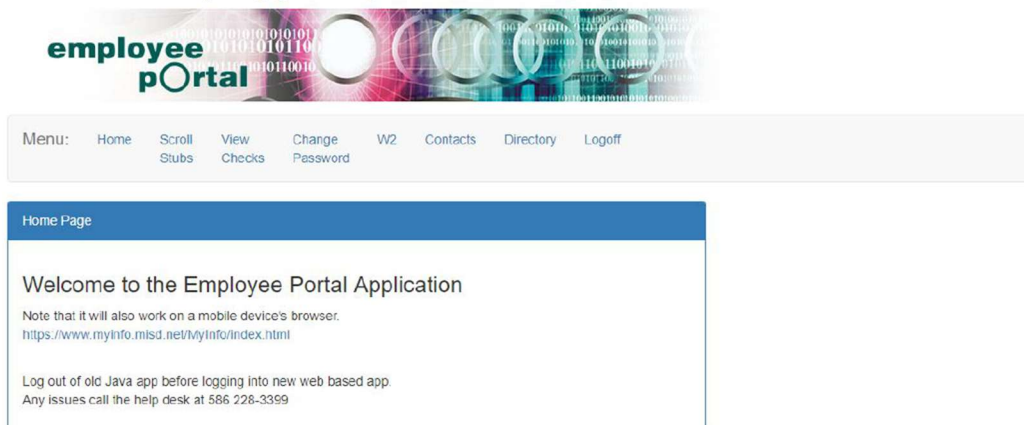 employee
pOrtal
Menu: Home Scroll Stubs View Checks Change Password W2 Contacts Directory Logoff
Home Page
Welcome to the Employee Portal Application
Note that it will also work on a mobile device's browser.
https://www.myinfo.misd.net/MyInfo/index.html
Log out of old Java app before logging into new web based app.
Any issues call the help desk at 586 228-3399